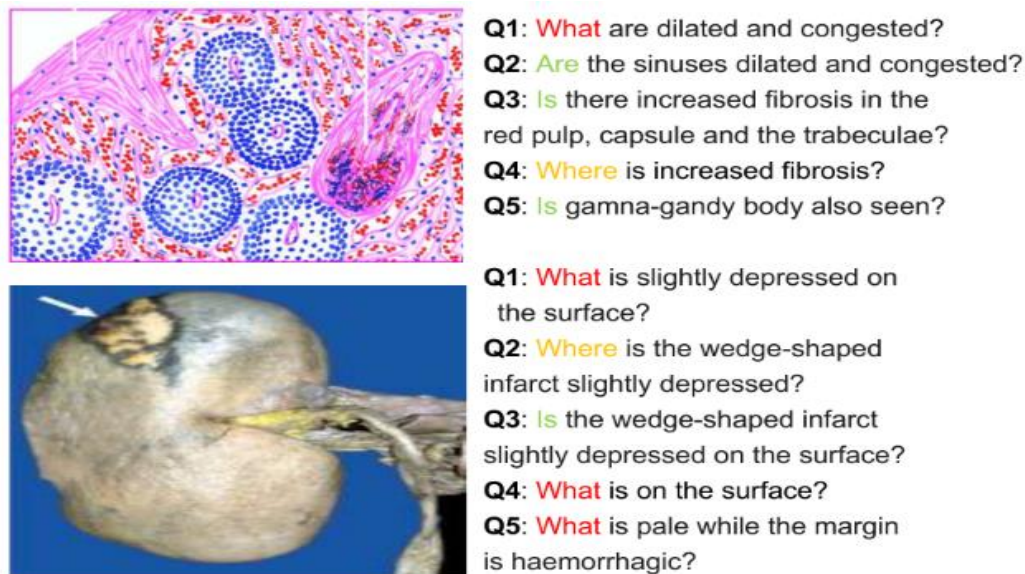 Q1: What are dilated and congested?
Q2: Are the sinuses dilated and congested?
Q3: Is there increased fibrosis in the
red pulp, capsule and the trabeculae?
Q4: Where is increased fibrosis?
Q5: Is gamna-gandy body also seen?
Q1: What is slightly depressed on
the surface?
Q2: Where is the wedge-shaped
infarct slightly depressed?
Q3: Is the wedge-shaped infarct
slightly depressed on the surface?
Q4: What is on the surface?
Q5: What is pale while the margin
is haemorrhagic?